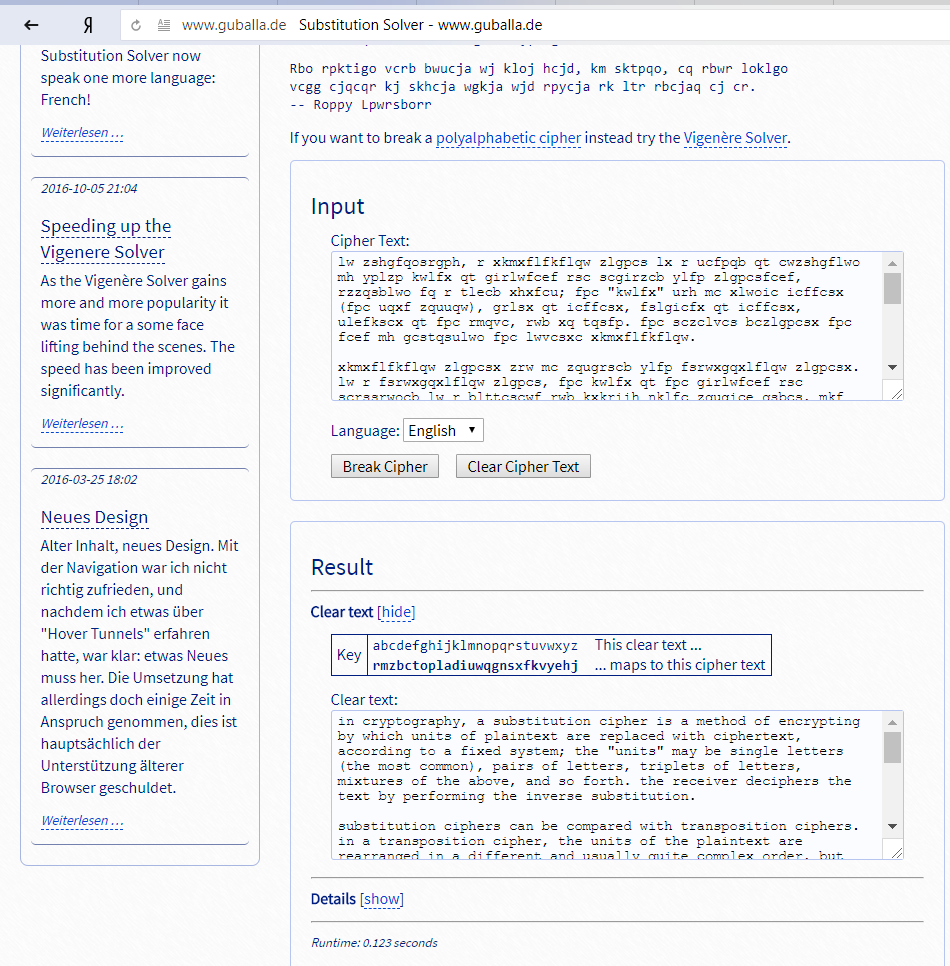 Я
www.guballa.de Substitution Solver - www.guballa.de
Substitution Solver now
speak one more language:
French!
Weiterlesen …
2016-10-05 21:04
Speeding up the
Vigenere Solver
As the Vigenère Solver gains
more and more popularity it
was time for a some face
lifting behind the scenes. The
speed has been improved
significantly.
Weiterlesen …
2016-03-25 18:02
Neues Design
Alter Inhalt, neues Design. Mit
der Navigation war ich nicht
richtig zufrieden, und
nachdem ich etwas über
"Hover Tunnels" erfahren
hatte, war klar: etwas Neues
muss her. Die Umsetzung hat
allerdings doch einige Zeit in
Anspruch genommen, dies ist
hauptsächlich der
Unterstützung älterer
Browser geschuldet.
Weiterlesen …
Rbo rpktigo vcrb bwucja wj kloj hcjd, km sktpqo, cq rbwr loklgo
vcgg cjqcqr kj skhcja wgkja wjd rpycja rk ltr rbcjaq cj cr.
-- Roppy Lpwrsborr
If you want to break a polyalphabetic cipher instead try the Vigenère Solver.
Input
Cipher Text:
lw zshgfqosrgph, r xkmxflfkflqw zlgpcs lx r ucfpqb qt cwzshgflwo
mh yplzp kwlfx qt girlwfcef rsc scgirzcb ylfp zlgpcsfcef,
rzzqsblwo fq r tlecb xhxfcu; fpc "kwlfx" urh mc xlwoic icffcsx
(fpc uqxf zquuqw), grlsx qt icffcsx, fslgicfx qt icffcsx,
ulefkscx qt fpc rmqvc, rwb xq tqsfp. fpc sczclvcs bczlgpcsx fpc
fcef mh gcstqsulwo fpc lwvcsxc xkmxflfkflqw.
xkmxflfkflqw zlgpcsx zrw mc zqugrscb ylfp fsrwxgqxlflqw zlgpcsx.
lw r fsrwxgqxlflqw zlgpcs, fpc kwlfx qt fpc girlwfcef rsc
scrssrwocb lw r blttcscwf rwb kxkriih nklfc zqugice qsbcs, mkf
Language: English
Break Cipher Clear Cipher Text
Result
Clear text [hide]
Key abcdefghijklmnopqrstuvwxyz This clear text ...
rmzbctopladiuwqgnsxfkvyehj ... maps to this cipher text
Clear text:
in cryptography, a substitution cipher is a method of encrypting
by which units of plaintext are replaced with ciphertext,
according to a fixed system; the "units" may be single letters
(the most common), pairs of letters, triplets of letters,
mixtures of the above, and so forth. the receiver deciphers the
text by performing the inverse substitution.
substitution ciphers can be compared with transposition ciphers.
in a transposition cipher, the units of the plaintext are
rearranged in a different and usually quite complex order, but
Details [show]
Runtime: 0.123 seconds